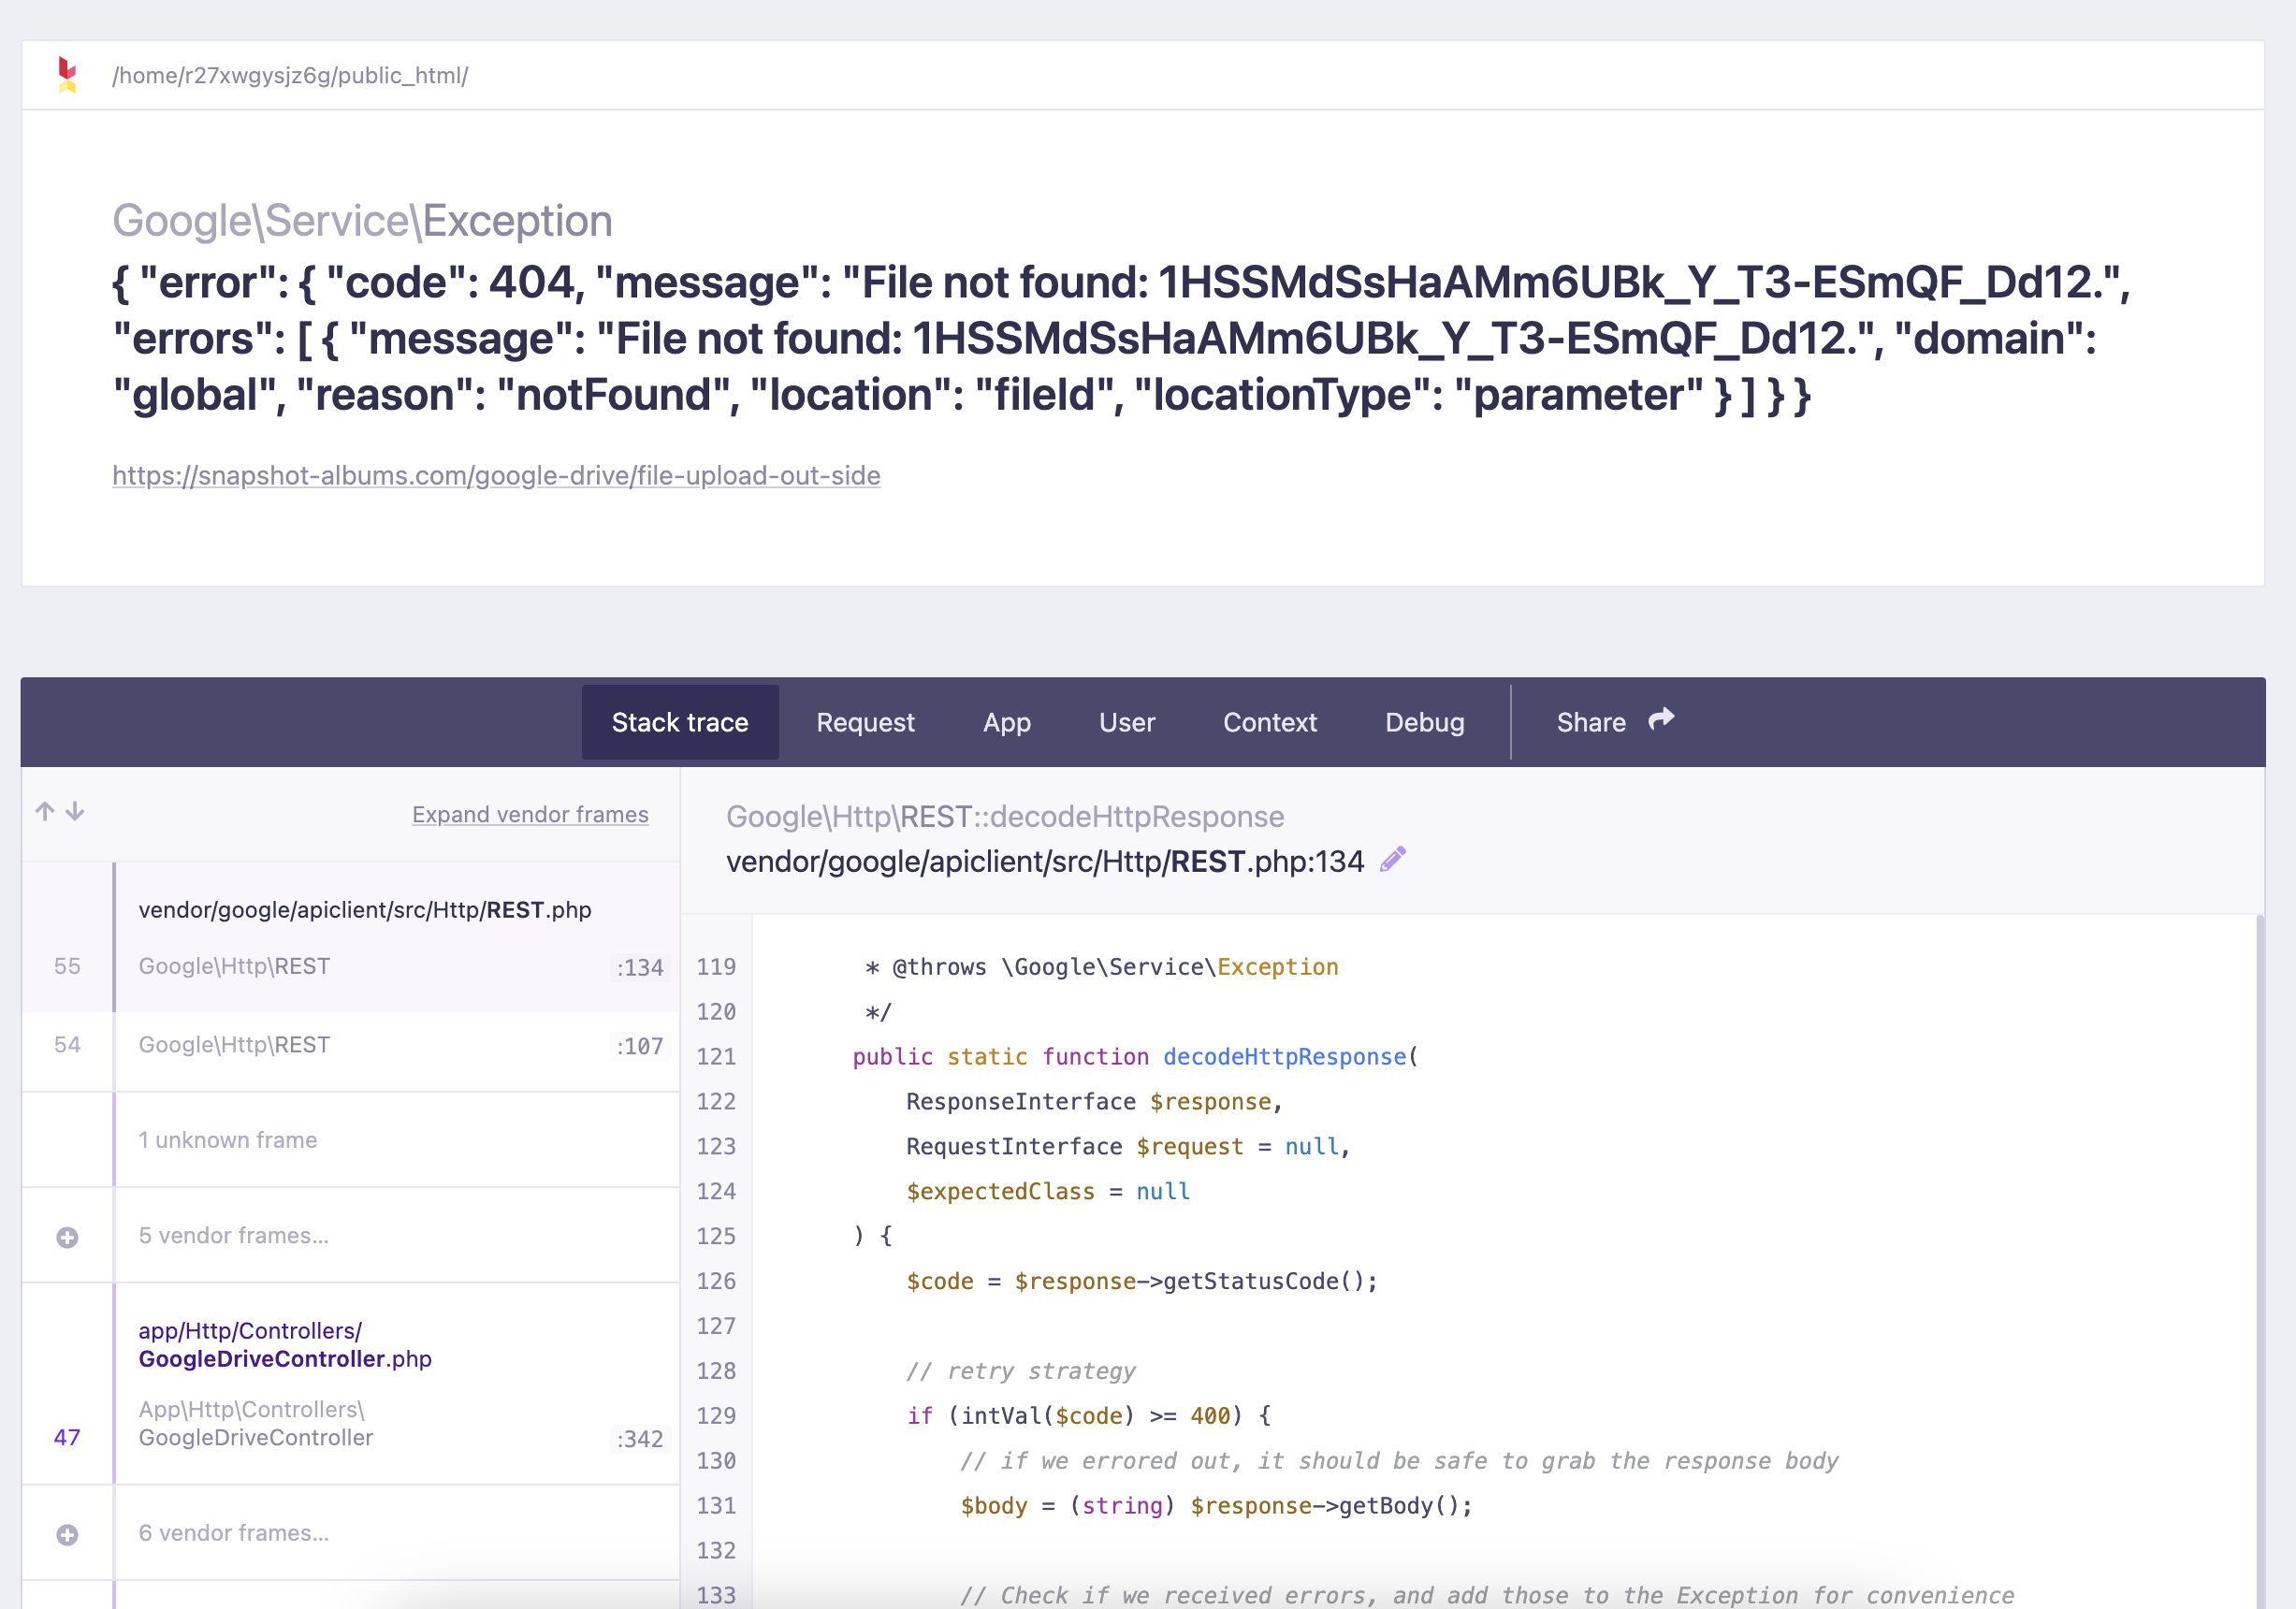 /home/r27xwgysjz6g/public_html/
Google\Service\Exception
{ "error": { "code": 404, "message": "File not found: 1HSSMdSsHaAMm6UBk_Y_T3-ESmQF_Dd12.",
"errors": [ { "message": "File not found: 1HSSMdSsHaAMm6UBk_Y_T3-ESmQF_Dd12.", "domain":
"global", "reason": "notFound", "location": "fileId", "locationType": "parameter" } ] } }
https://snapshot-albums.com/google-drive/file-upload-out-side
Stack trace Request App User Context Debug Share
Expand vendor frames
vendor/google/apiclient/src/Http/REST.php
55 Google\Http\REST :134
54 Google\Http\REST :107
1 unknown frame
5 vendor frames...
app/Http/Controllers/
GoogleDriveController.php
App\Http\Controllers\
47 GoogleDriveController :342
6 vendor frames...
Google\Http\REST::decodeHttpResponse
vendor/google/apiclient/src/Http/REST.php:134
119 * @throws \Google\Service\Exception
120 */
121 public static function decodeHttpResponse(
122 ResponseInterface $response,
123 RequestInterface $request = null,
124 $expectedClass = null
125 ) {
126 $code = $response->getStatusCode();
127
128 // retry strategy
129 if (intVal($code) >= 400) {
130 // if we errored out, it should be safe to grab the response body
131 $body = (string) $response->getBody();
132
133 // Check if we received errors, and add those to the Exception for convenience